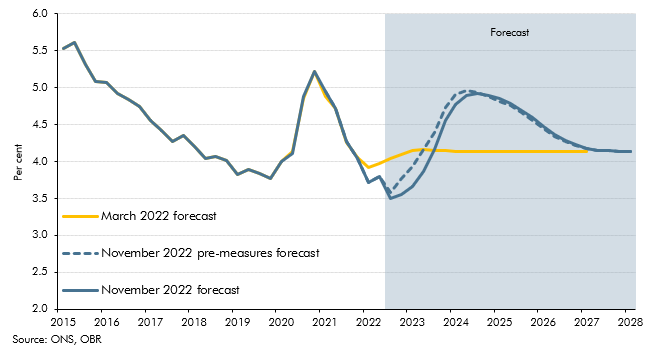 6.0
5.5
5.0
4.5
4.0
3.5
3.0
2.5
2.0
Per cent
Forecast
March 2022 forecast
November 2022 pre-measures forecast
November 2022 forecast
2015 2016 2017 2018 2019 2020 2021 2022 2023 2024 2025 2026 2027 2028
Source: ONS, OBR